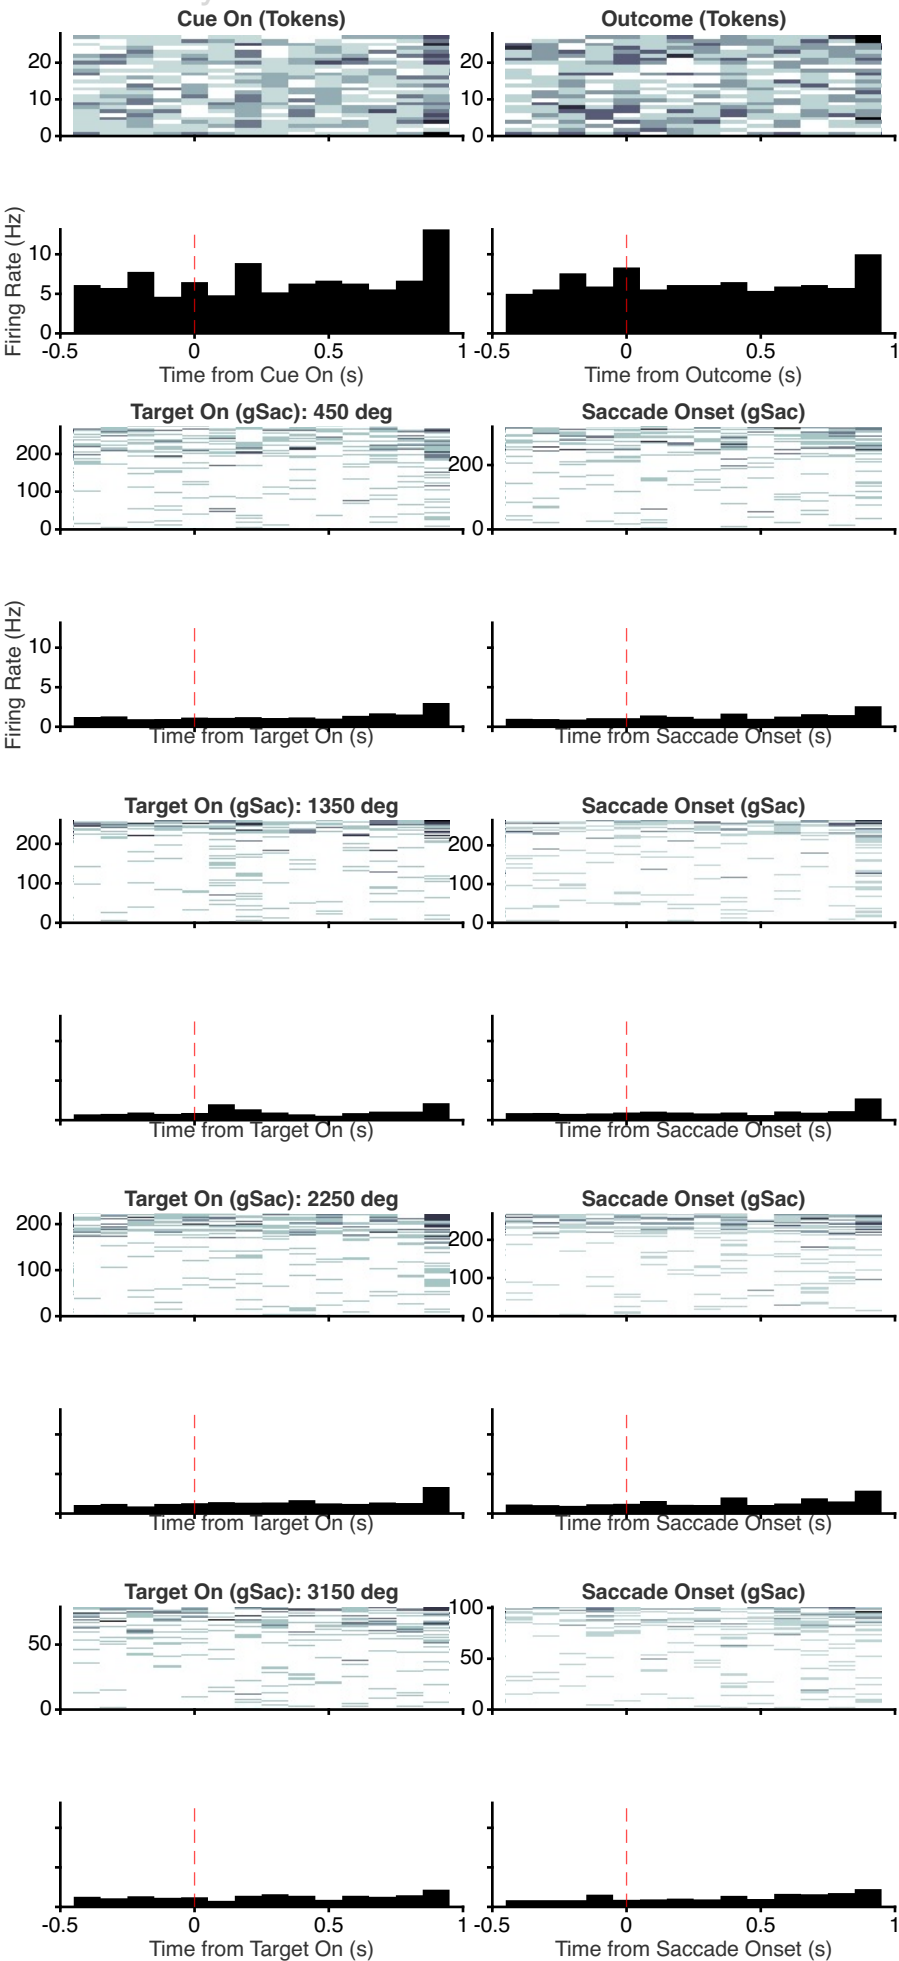 Cue On (Tokens) Outcome (Tokens)
20 20
10 10
0 0
Firing Rate (Hz)
10
5
0
-0.5 0 0.5 1 -0.5 0 0.5 1
Time from Cue On (s) Time from Outcome (s)
Target On (gSac): 450 deg Saccade Onset (gSac)
200 200
100
0 0
Firing Rate (Hz)
10
5
0
Time from Target On (s) Time from Saccade Onset (s)
Target On (gSac): 1350 deg Saccade Onset (gSac)
200 200
100 100
0 0
Time from Target On (s) Time from Saccade Onset (s)
Target On (gSac): 2250 deg Saccade Onset (gSac)
200 200
100 100
0 0
Time from Target On (s) Time from Saccade Onset (s)
Target On (gSac): 3150 deg Saccade Onset (gSac)
100
50 50
0 0
-0.5 0 0.5 1 -0.5 0 0.5 1
Time from Target On (s) Time from Saccade Onset (s)